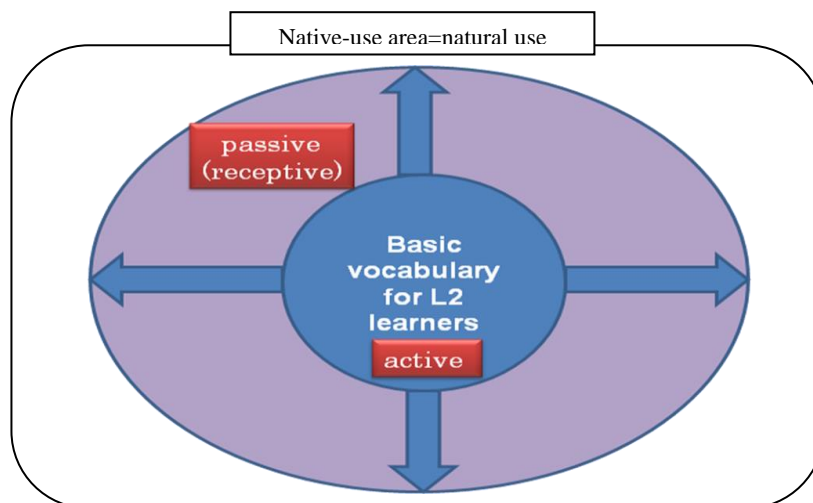 Native-use area=natural use
passive
(receptive)
Basic
vocabulary
for L2
learners
active